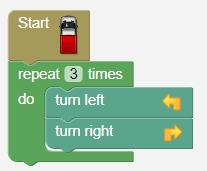 Start
repeat 3 times
do turn left
turn right